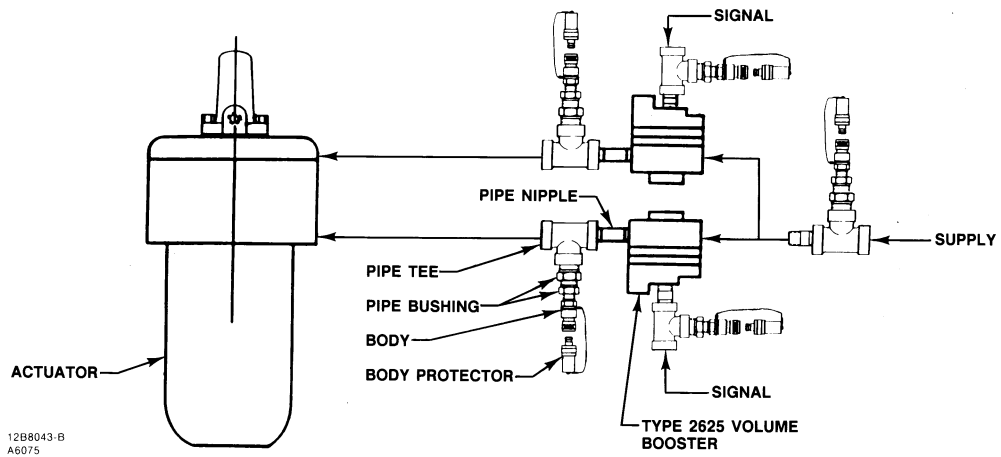 SIGNAL
PIPE NIPPLE
SUPPLY
PIPE TEE
PIPE BUSHING
BODY
BODY PROTECTOR
ACTUATOR
SIGNAL
TYPE 2625 VOLUME
BOOSTER
12B8043-B
A6075